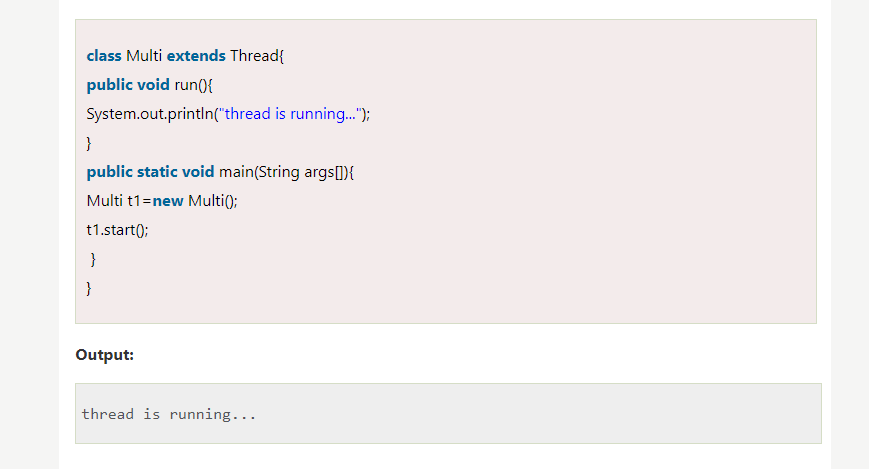 class Multi extends Thread{
public void run(){
System.out.println("thread is running...");
}
public static void main(String args[]){
Multi t1=new Multi();
t1.start();
}
}
Output:
thread is running...